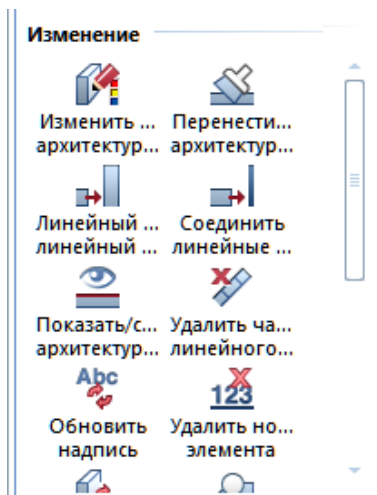 Изменение
Изменить ... Перенести...
архитектур... архитектур...
Линейный ... Соединить
линейный ... линейные ...
Показать/с... Удалить ча...
архитектур... линейного...
Abc
123
Обновить Удалить но...
надпись элемента